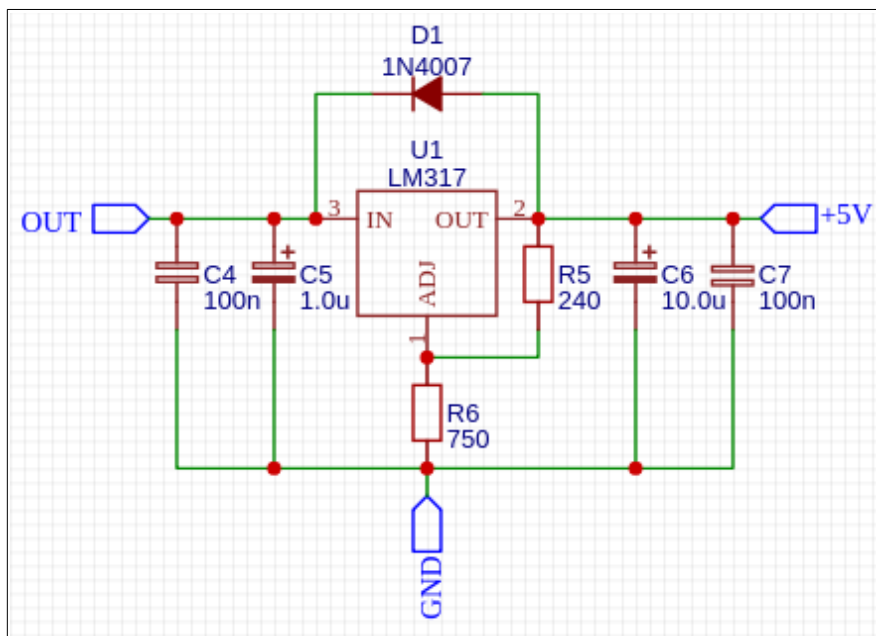 D1
1N4007
U1
LM317
OUT
3
IN
OUT
2
+5V
ADJ
1
C4
100n
C5
1.0u
+
R5
240
C6
10.0u
+
C7
100n
R6
750
GND